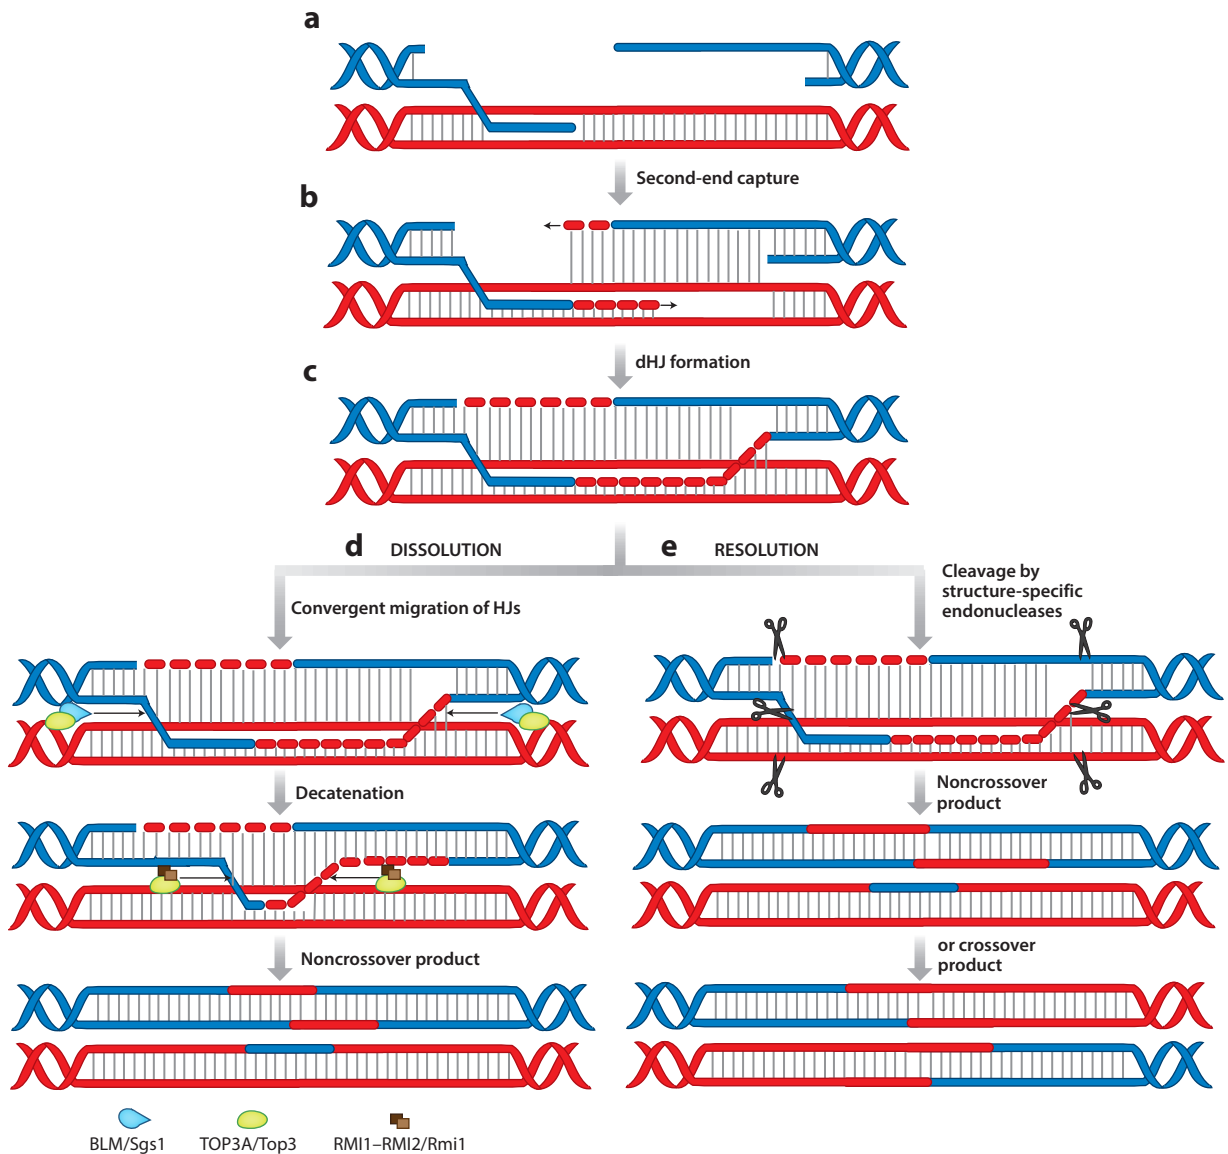 a
Second-end capture
b
dHJ formation
c
d DISSOLUTION
e RESOLUTION
Convergent migration of HJs
Cleavage by
structure-specific
endonucleases
Decatenation
Noncrossover
product
Noncrossover product
or crossover
product
BLM/Sgs1
TOP3A/Top3
RMI1–RMI2/Rmi1